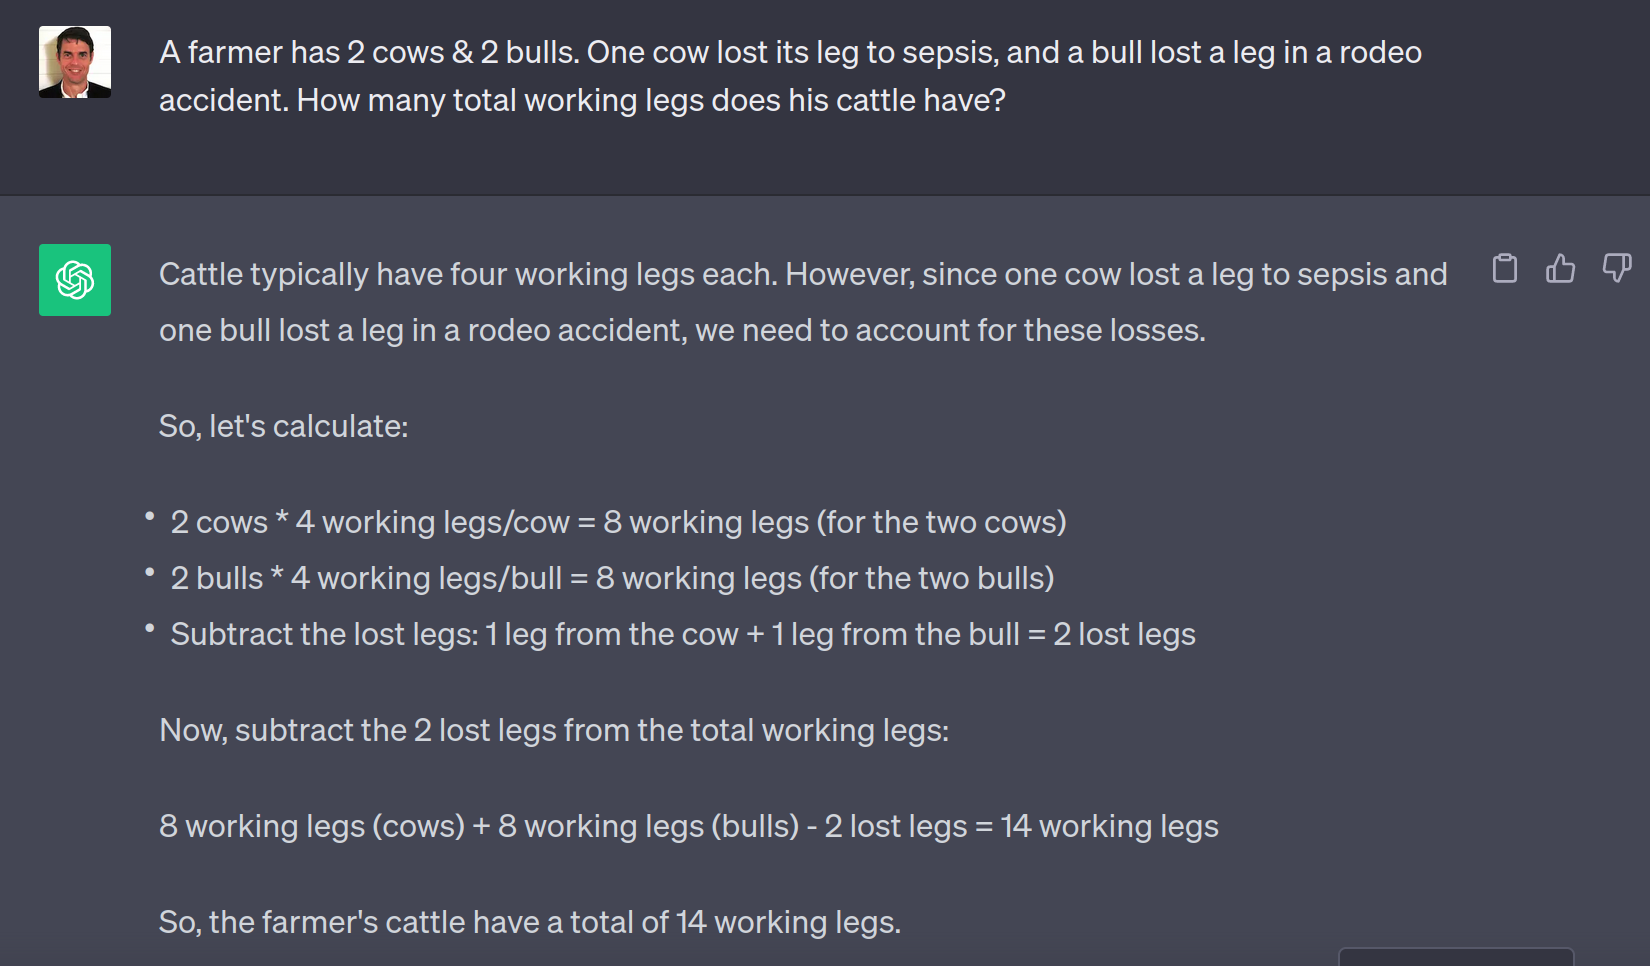 A farmer has 2 cows & 2 bulls. One cow lost its leg to sepsis, and a bull lost a leg in a rodeo
accident. How many total working legs does his cattle have?
Cattle typically have four working legs each. However, since one cow lost a leg to sepsis and
one bull lost a leg in a rodeo accident, we need to account for these losses.
So, let's calculate:
• 2 cows * 4 working legs/cow = 8 working legs (for the two cows)
• 2 bulls * 4 working legs/bull = 8 working legs (for the two bulls)
• Subtract the lost legs: 1 leg from the cow + 1 leg from the bull = 2 lost legs
Now, subtract the 2 lost legs from the total working legs:
8 working legs (cows) + 8 working legs (bulls) - 2 lost legs = 14 working legs
So, the farmer's cattle have a total of 14 working legs.